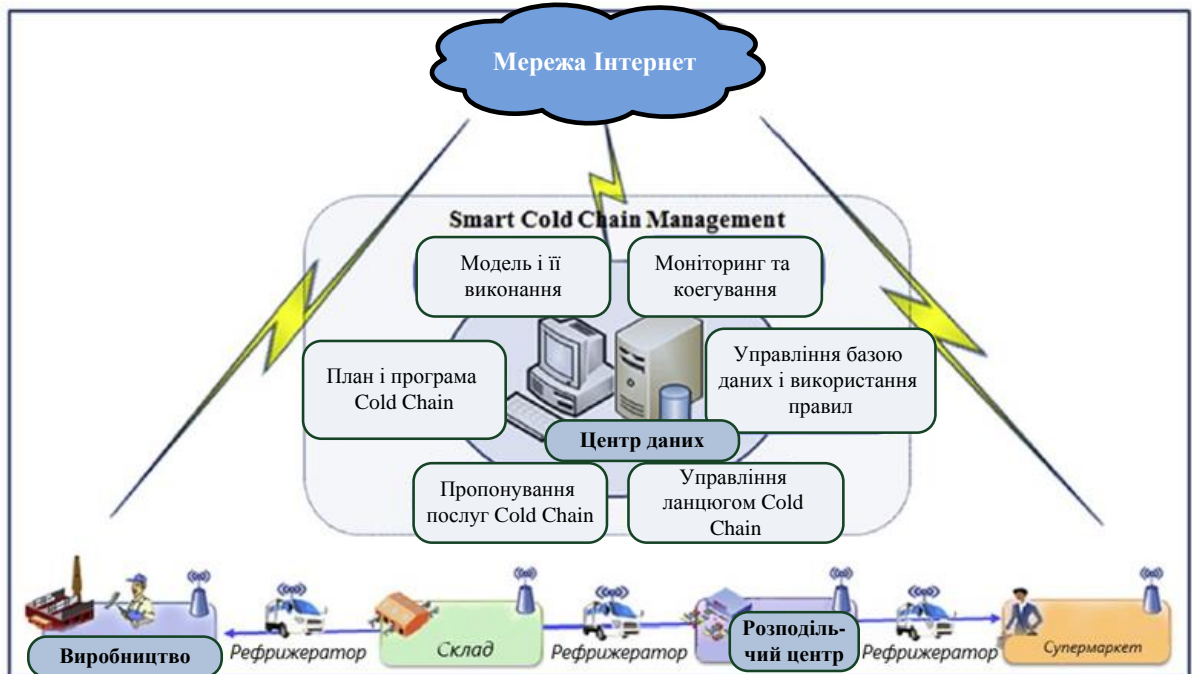 Мережа Інтернет
Smart Cold Chain Management
Модель і її
виконання
Моніторинг та
коегування
План і програма
Cold Chain
Управління базою
даних і використання
правил
Центр даних
Пропонування
послуг Cold Chain
Управління
ланцюгом Cold
Chain
Виробництво
Рефрижератор
Склад
Рефрижератор
Розподіль-
чий центр
Рефрижератор
Супермаркет